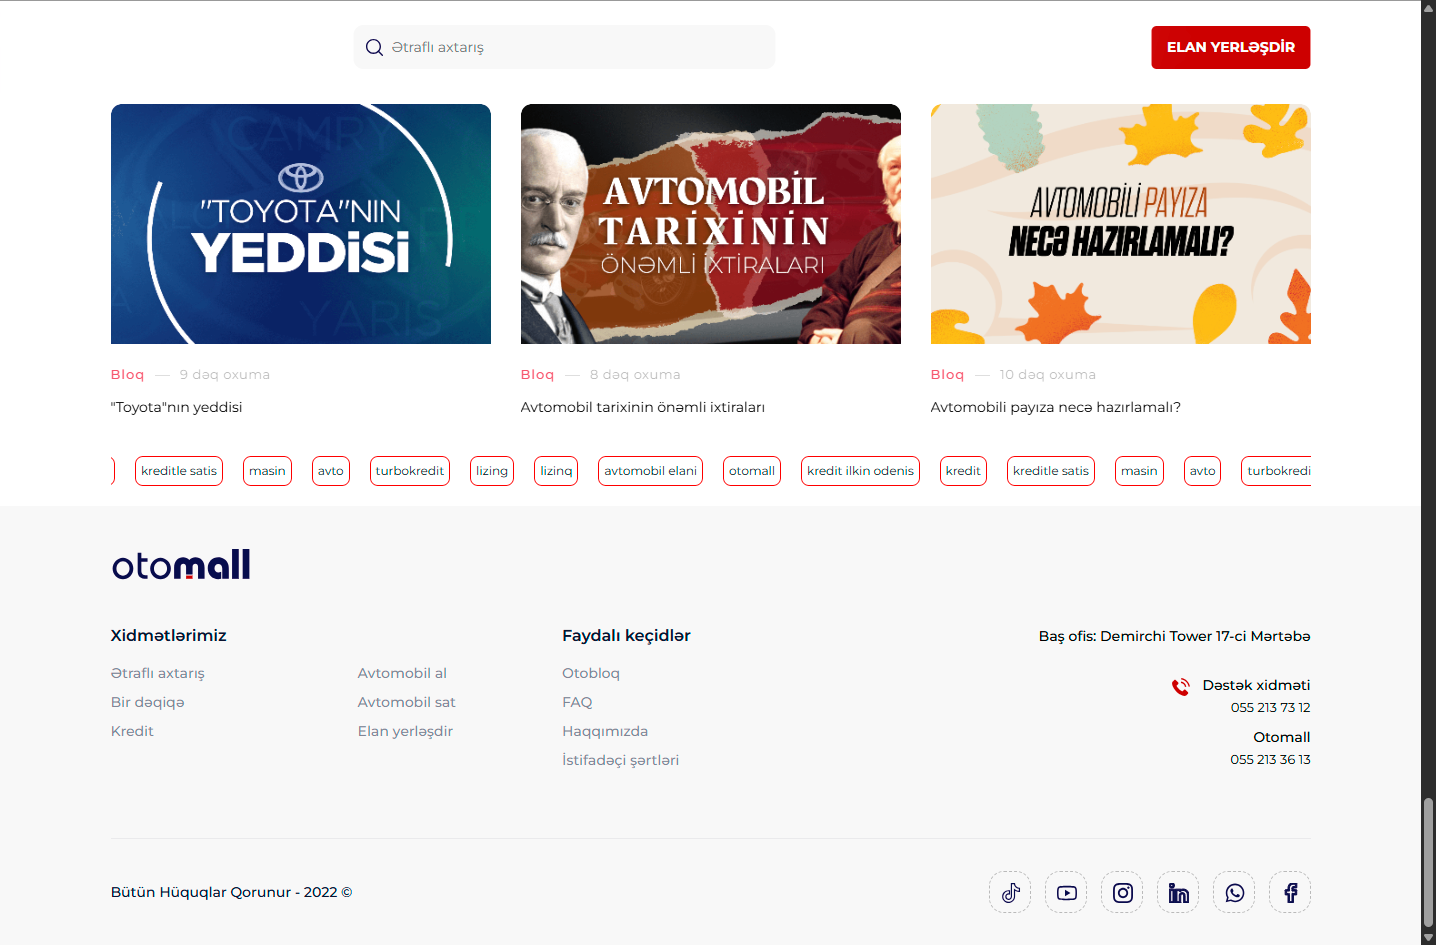 Ətraflı axtarış
ELAN YERLƏŞDİR
CAMRY
"TOYOTA"NIN
YEDDİSİ
YARIS
AVTOMOBİL
TARİXİNİN
ÖNƏMLİ İXTİRALARI
AVTOMOBİLİ PAYIZA
NECƏ HAZIRLAMALI?
Bloq — 9 dəq oxuma
"Toyota"nın yeddisi
Bloq — 8 dəq oxuma
Avtomobil tarixinin önəmli ixtiraları
Bloq — 10 dəq oxuma
Avtomobili payıza necə hazırlamalı?
kreditle satis masin avto turbokredit lizing lizinq avtomobil elani otomall kredit ilkin odenis kredit kreditle satis masin avto turbokredi
otomall
Xidmətlərimiz
Ətraflı axtarış
Bir dəqiqə
Kredit
Avtomobil al
Avtomobil sat
Elan yerləşdir
Faydalı keçidlər
Otobloq
FAQ
Haqqımızda
İstifadəçi şərtləri
Baş ofis: Demirchi Tower 17-ci Mərtəbə
Dəstək xidməti
055 213 73 12
Otomall
055 213 36 13
Bütün Hüquqlar Qorunur - 2022 ©